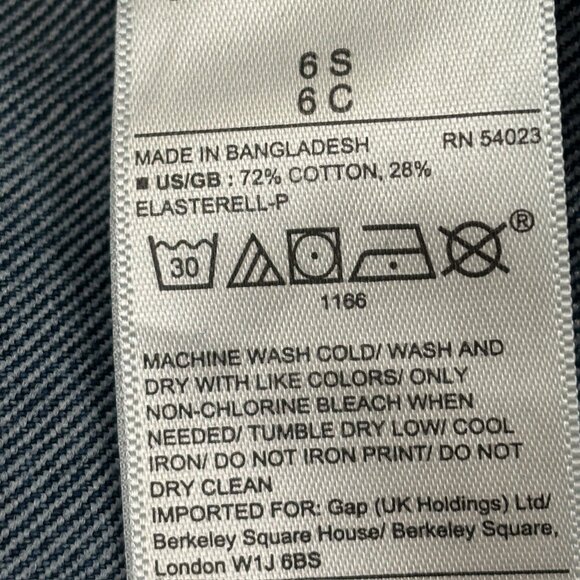 6 S
6 C
MADE IN BANGLADESH RN 54023
■ US/GB : 72% COTTON, 28%
ELASTERELL-P
30 ®
1166
MACHINE WASH COLD/ WASH AND
DRY WITH LIKE COLORS/ ONLY
NON-CHLORINE BLEACH WHEN
NEEDED/ TUMBLE DRY LOW/ COOL
IRON/ DO NOT IRON PRINT/ DO NOT
DRY CLEAN
IMPORTED FOR: Gap (UK Holdings) Ltd/
Berkeley Square House/ Berkeley Square,
London W1J 6BS